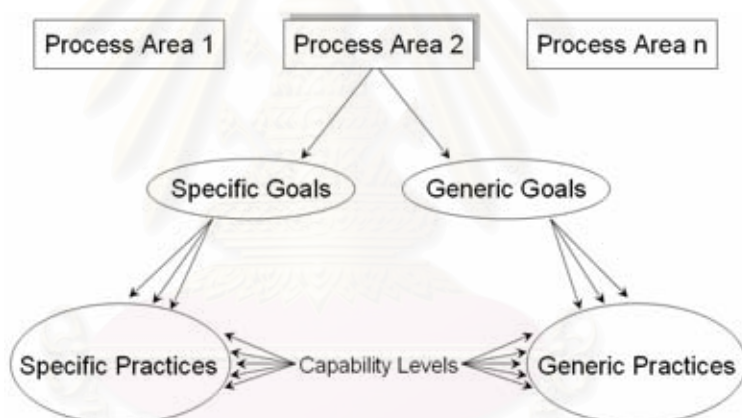 Process Area 1
Process Area 2
Process Area n
Specific Goals
Generic Goals
Specific Practices
Capability Levels
Generic Practices